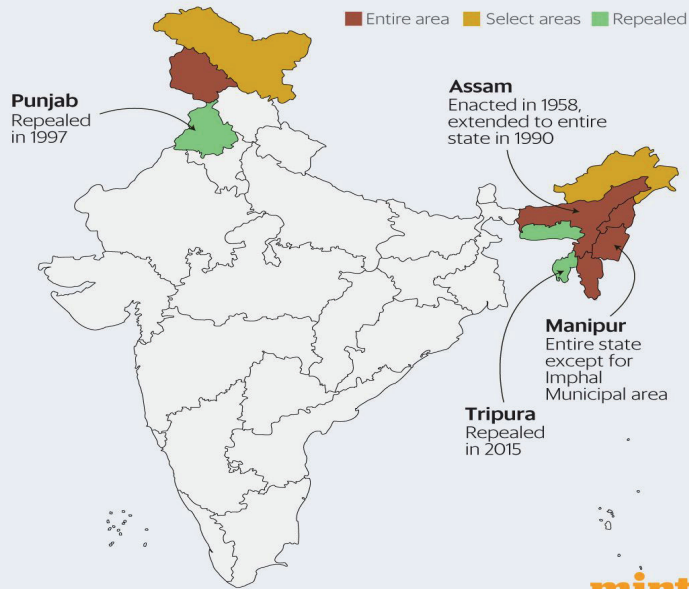 Entire area Select areas Repealed
Punjab
Repealed
in 1997
Assam
Enacted in 1958,
extended to entire
state in 1990
Manipur
Entire state
except for
Imphal
Municipal area
Tripura
Repealed
in 2015
mint